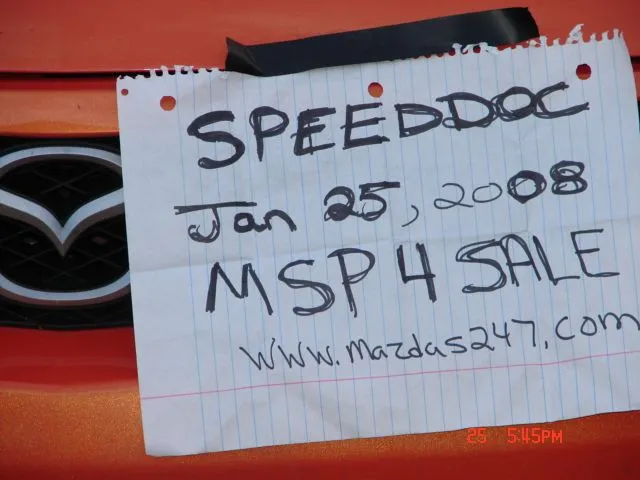 SPEEDDOC
Jan 25, 2008
MSP 4 SALE
www.mazdas247.com
25 5:45PM